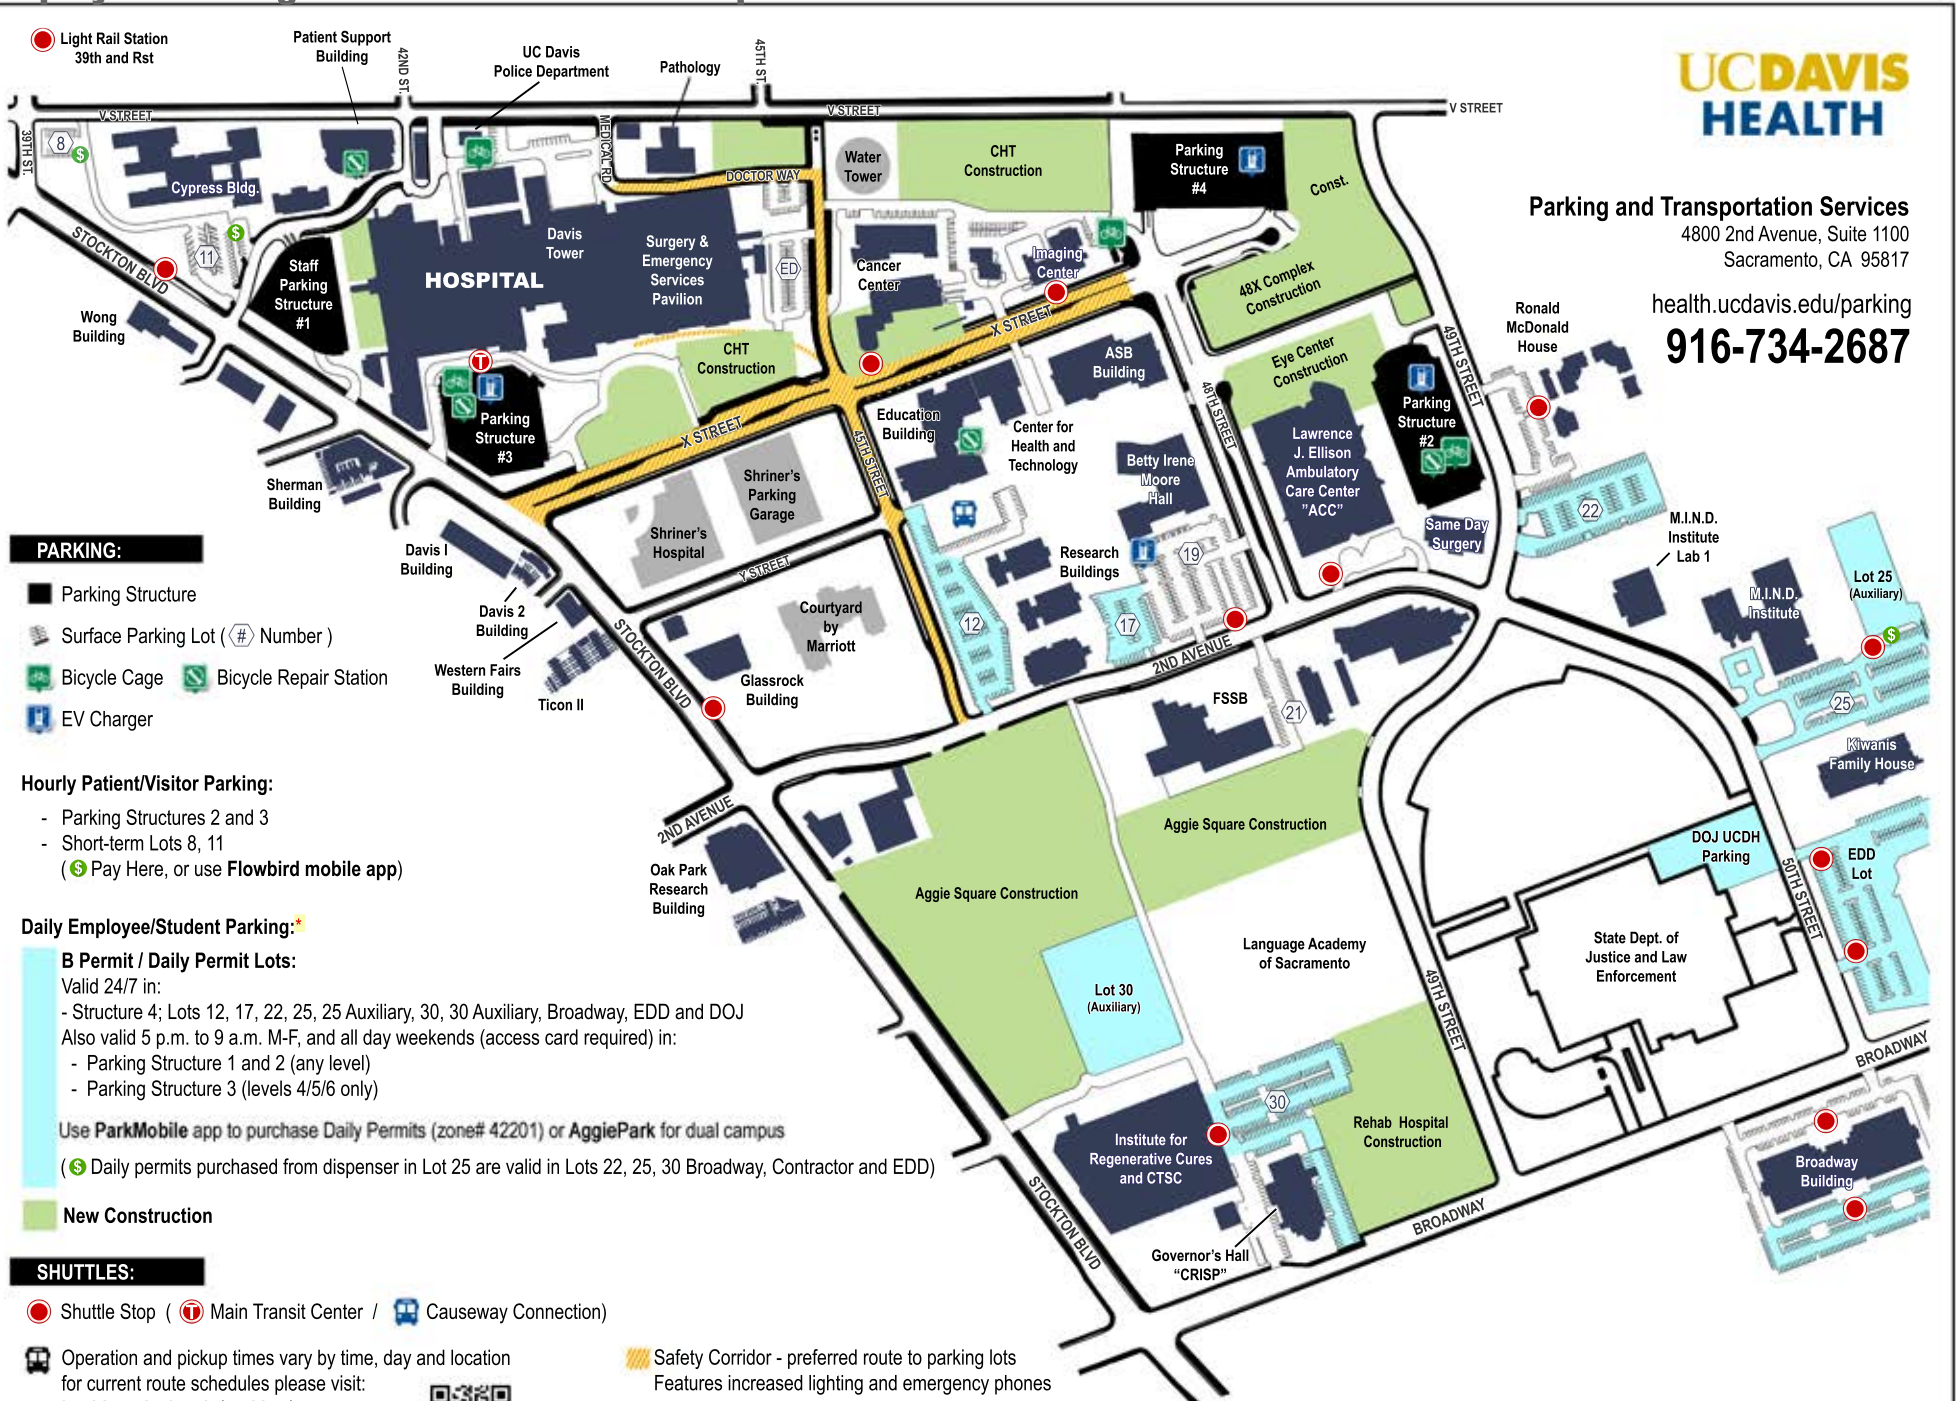 Light Rail Station
39th and Rst
Patient Support
Building
42ND ST.
UC Davis
Police Department
Pathology
45TH ST.
UCDAVIS
HEALTH
V STREET
V STREET
V STREET
39TH ST.
8
$
Cypress Bldg.
MEDICAL RD
DOCTOR WAY
Water
Tower
CHT
Construction
Parking
Structure
#4
Const.
Parking and Transportation Services
4800 2nd Avenue, Suite 1100
Sacramento, CA 95817
health.ucdavis.edu/parking
916-734-2687
STOCKTON BLVD
11
$
Staff
Parking
Structure
#1
HOSPITAL
Davis
Tower
Surgery &
Emergency
Services
Pavilion
ED
Cancer
Center
Imaging
Center
X STREET
48X Complex
Construction
Wong
Building
T
Parking
Structure
#3
CHT
Construction
X STREET
45TH STREET
Education
Building
Center for
Health and
Technology
ASB
Building
48TH STREET
Eye Center
Construction
49TH STREET
Parking
Structure
#2
Ronald
McDonald
House
Lawrence
J. Ellison
Ambulatory
Care Center
"ACC"
Betty Irene
Moore
Hall
Same Day
Surgery
22
M.I.N.D.
Institute
Lab 1
M.I.N.D.
Institute
Lot 25
(Auxiliary)
$
25
Kiwanis
Family House
Sherman
Building
Shriner's
Parking
Garage
Shriner's
Hospital
Y STREET
Courtyard
by
Marriott
Davis I
Building
Davis 2
Building
Western Fairs
Building
Ticon II
STOCKTON BLVD
Glassrock
Building
12
Research
Buildings
19
17
2ND AVENUE
FSSB
21
2ND AVENUE
Oak Park
Research
Building
Aggie Square Construction
Aggie Square Construction
Language Academy
of Sacramento
Lot 30
(Auxiliary)
49TH STREET
DOJ UCDH
Parking
50TH STREET
EDD
Lot
State Dept. of
Justice and Law
Enforcement
BROADWAY
30
Rehab Hospital
Construction
Institute for
Regenerative Cures
and CTSC
Governor's Hall
"CRISP"
STOCKTON BLVD
BROADWAY
Broadway
Building
PARKING:
Parking Structure
Surface Parking Lot ( # Number )
Bicycle Cage Bicycle Repair Station
EV Charger
Hourly Patient/Visitor Parking:
- Parking Structures 2 and 3
- Short-term Lots 8, 11
( $ Pay Here, or use Flowbird mobile app)
Daily Employee/Student Parking:*
B Permit / Daily Permit Lots:
Valid 24/7 in:
- Structure 4; Lots 12, 17, 22, 25, 25 Auxiliary, 30, 30 Auxiliary, Broadway, EDD and DOJ
Also valid 5 p.m. to 9 a.m. M-F, and all day weekends (access card required) in:
- Parking Structure 1 and 2 (any level)
- Parking Structure 3 (levels 4/5/6 only)
Use ParkMobile app to purchase Daily Permits (zone# 42201) or AggiePark for dual campus
( $ Daily permits purchased from dispenser in Lot 25 are valid in Lots 22, 25, 30 Broadway, Contractor and EDD)
New Construction
SHUTTLES:
Shuttle Stop ( T Main Transit Center / Causeway Connection)
Operation and pickup times vary by time, day and location
for current route schedules please visit:
Safety Corridor - preferred route to parking lots
Features increased lighting and emergency phones